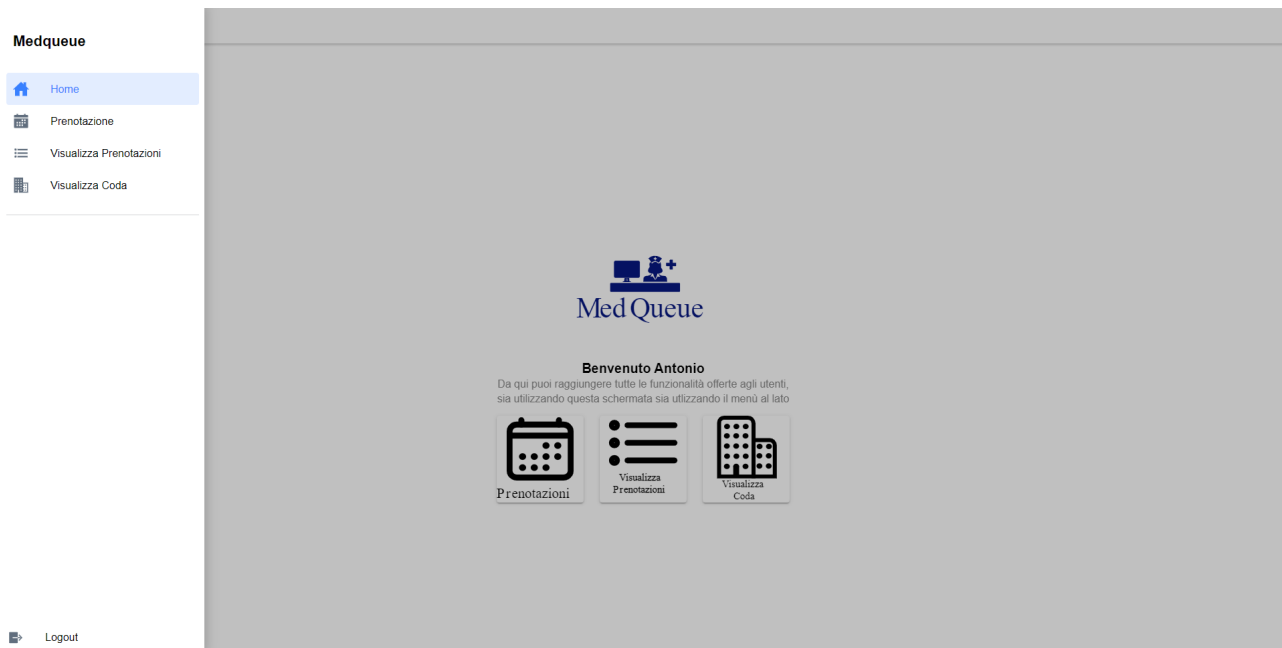 Medqueue
Home
Prenotazione
Visualizza Prenotazioni
Visualizza Coda
Logout
Med Queue
Benvenuto Antonio
Da qui puoi raggiungere tutte le funzionalità offerte agli utenti,
sia utilizzando questa schermata sia utlizzando il menù al lato
Prenotazioni
Visualizza
Prenotazioni
Visualizza
Coda